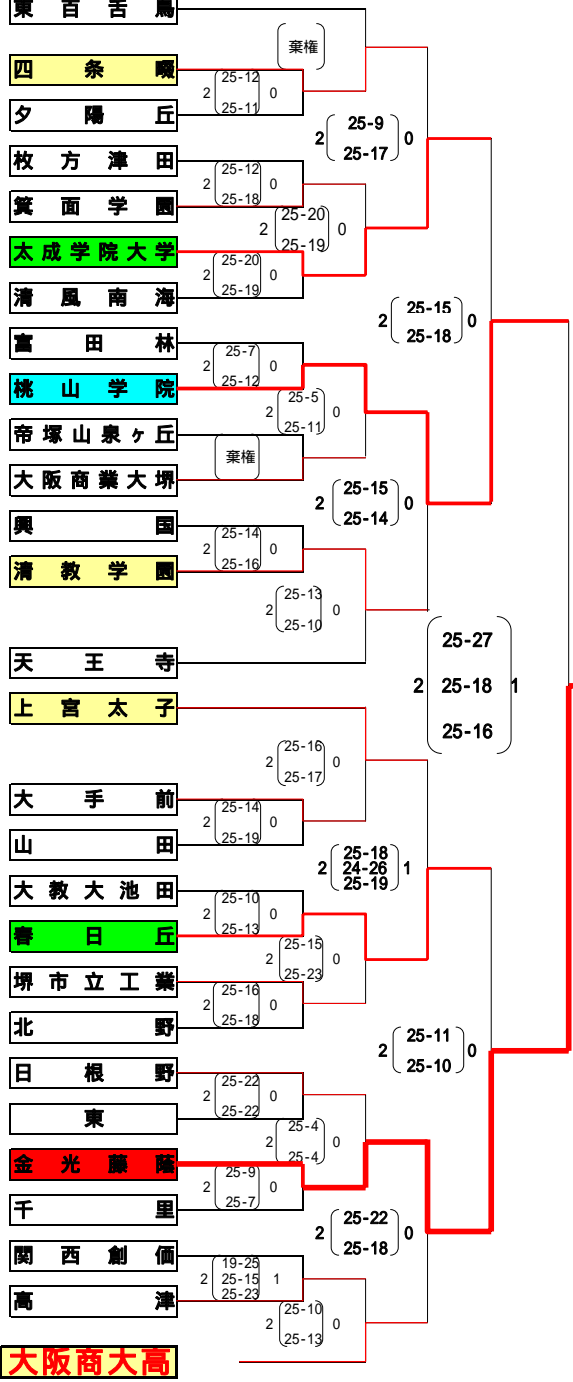 東百舌鳥
棄権
四条畷
25-12
2 0
25-11
夕陽丘
25-9
2 0
25-17
枚方津田
25-12
2 0
25-18
箕面学園
25-20
2 0
25-19
太成学院大学
25-20
2 0
25-19
清風南海
25-15
2 0
25-18
富田林
25-7
2 0
25-12
桃山学院
25-5
2 0
25-11
帝塚山泉ヶ丘
棄権
大阪商業大堺
25-15
2 0
25-14
興国
25-14
2 0
25-16
清教学園
25-13
2 0
25-10
25-27
2 25-18 1
25-16
天王寺
上宮太子
25-16
2 0
25-17
大手前
25-14
2 0
25-19
山田
25-18
2 24-26 1
25-19
大教大池田
25-10
2 0
25-13
春日丘
25-15
2 0
25-23
堺市立工業
25-16
2 0
25-18
北野
25-11
2 0
25-10
日根野
25-22
2 0
25-22
東
25-4
2 0
25-4
金光藤蔭
25-9
2 0
25-7
千里
25-22
2 0
25-18
関西創価
19-25
2 25-15 1
25-23
高津
25-10
2 0
25-13
大阪商大高